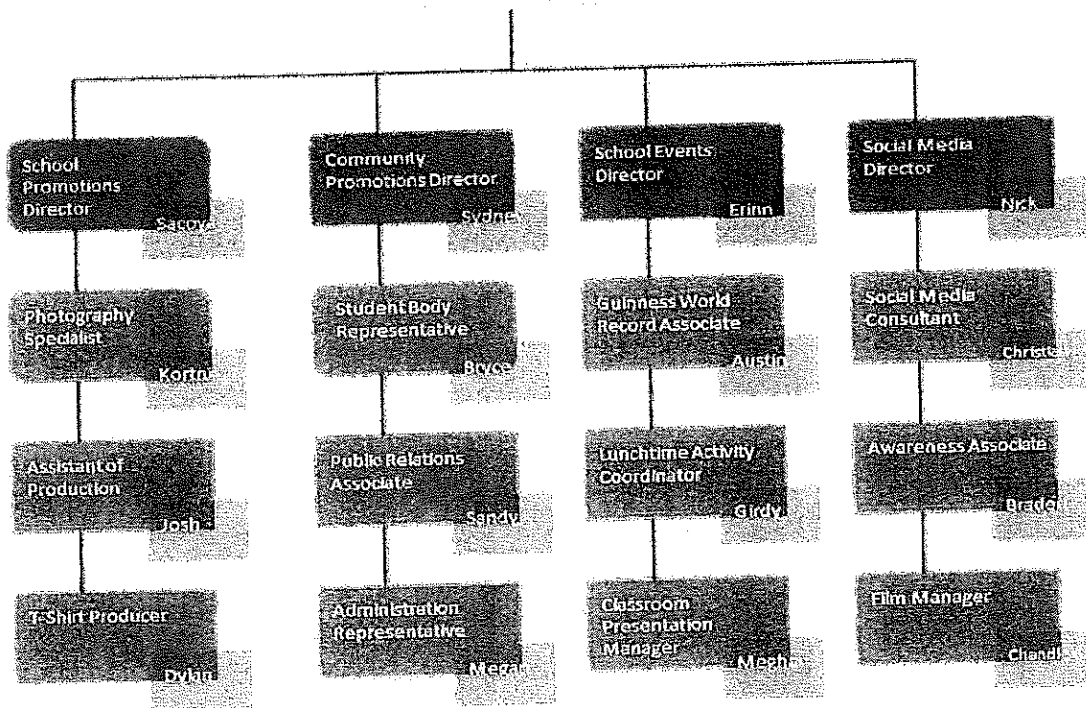 School
Promotions
Director
Community
Promotions Director
Sydney
School Events
Director
Erinn
Social Media
Director
Nick
Photography
Specialist
Student Body
Representative
Bryce
Guinness World
Record Associate
Austin
Social Media
Consultant
Assistant of
Production
Josh
Public Relations
Associate
Sandy
Lunchtime Activity
Coordinator
Girdy
Awareness Associate
T-Shirt Producer
Administration
Representative
Classroom
Presentation
Manager
Film Manager